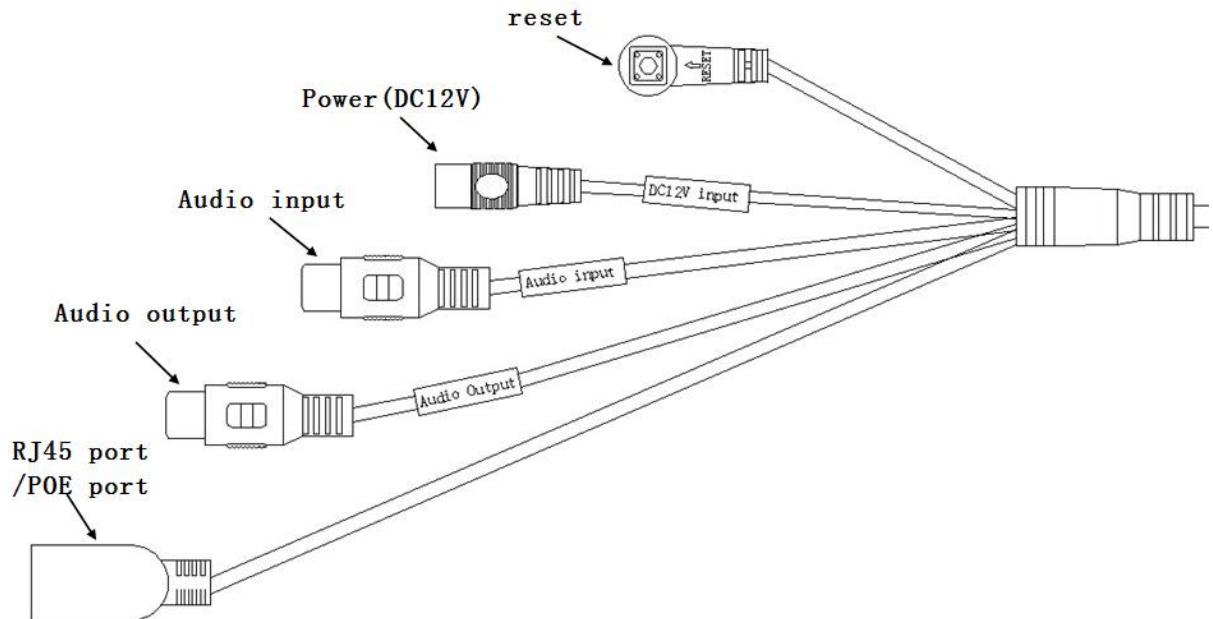 reset
RESET
Power(DC12V)
DC12V input
Audio input
Audio input
Audio output
Audio Output
RJ45 port
/POE port